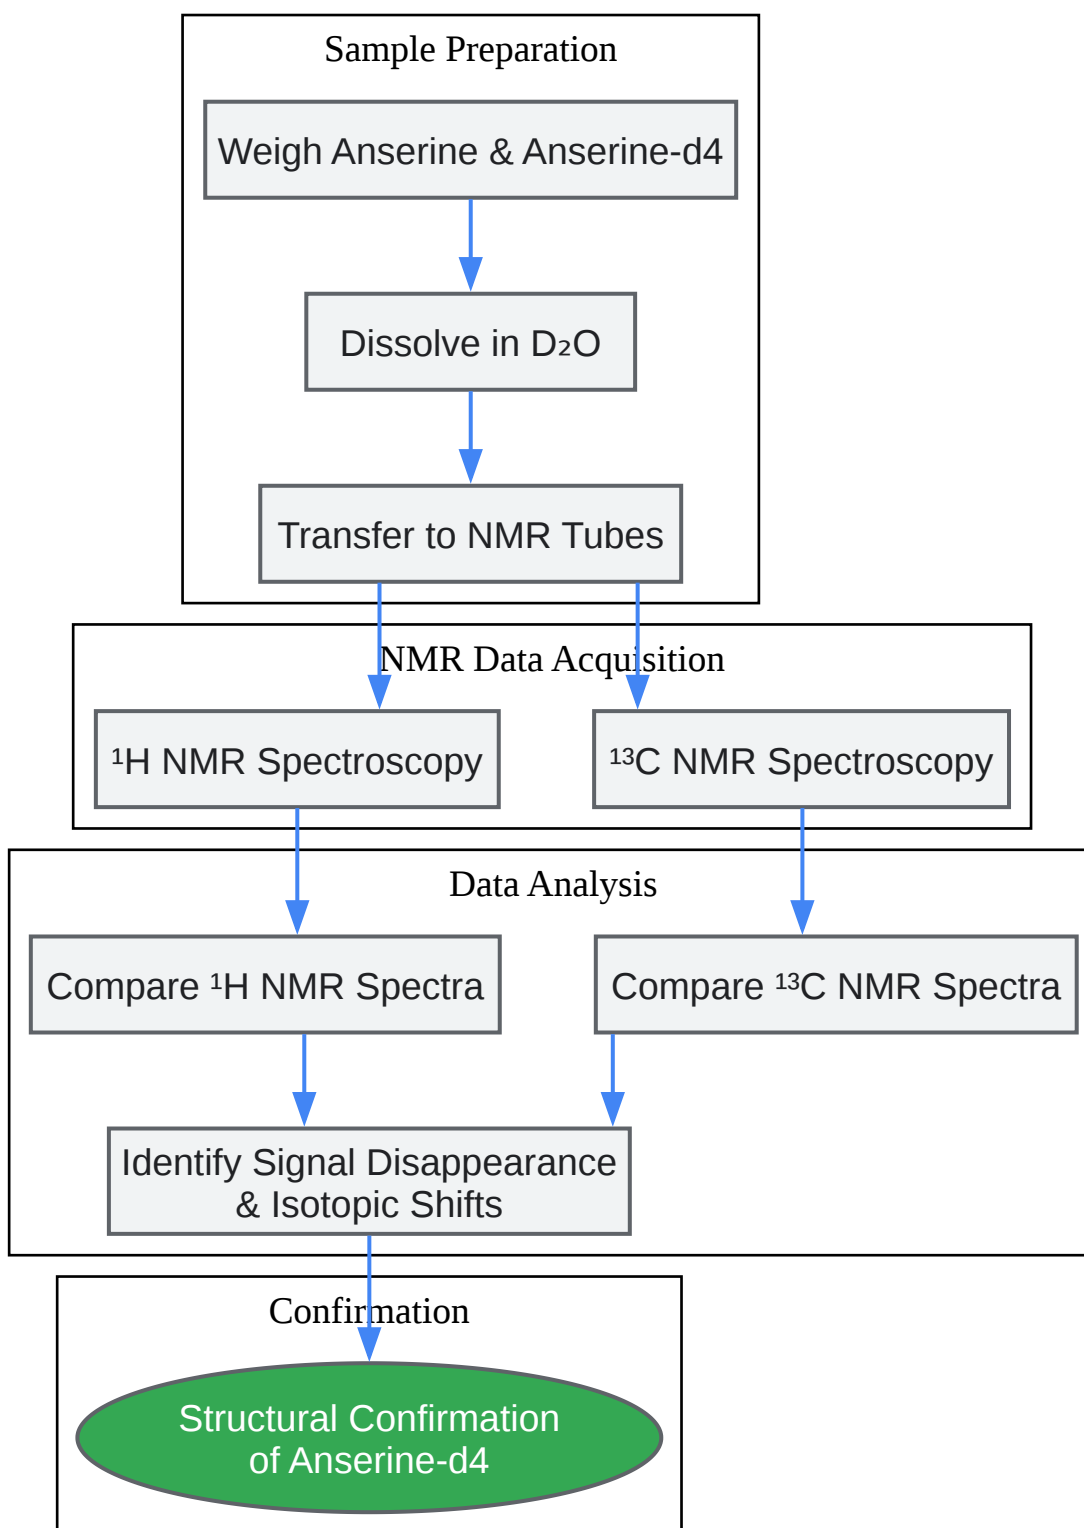 Sample Preparation
Weigh Anserine & Anserine-d4
Dissolve in D₂O
Transfer to NMR Tubes
NMR Data Acquisition
¹H NMR Spectroscopy
¹³C NMR Spectroscopy
Data Analysis
Compare ¹H NMR Spectra
Compare ¹³C NMR Spectra
Identify Signal Disappearance
& Isotopic Shifts
Confirmation
Structural Confirmation
of Anserine-d4